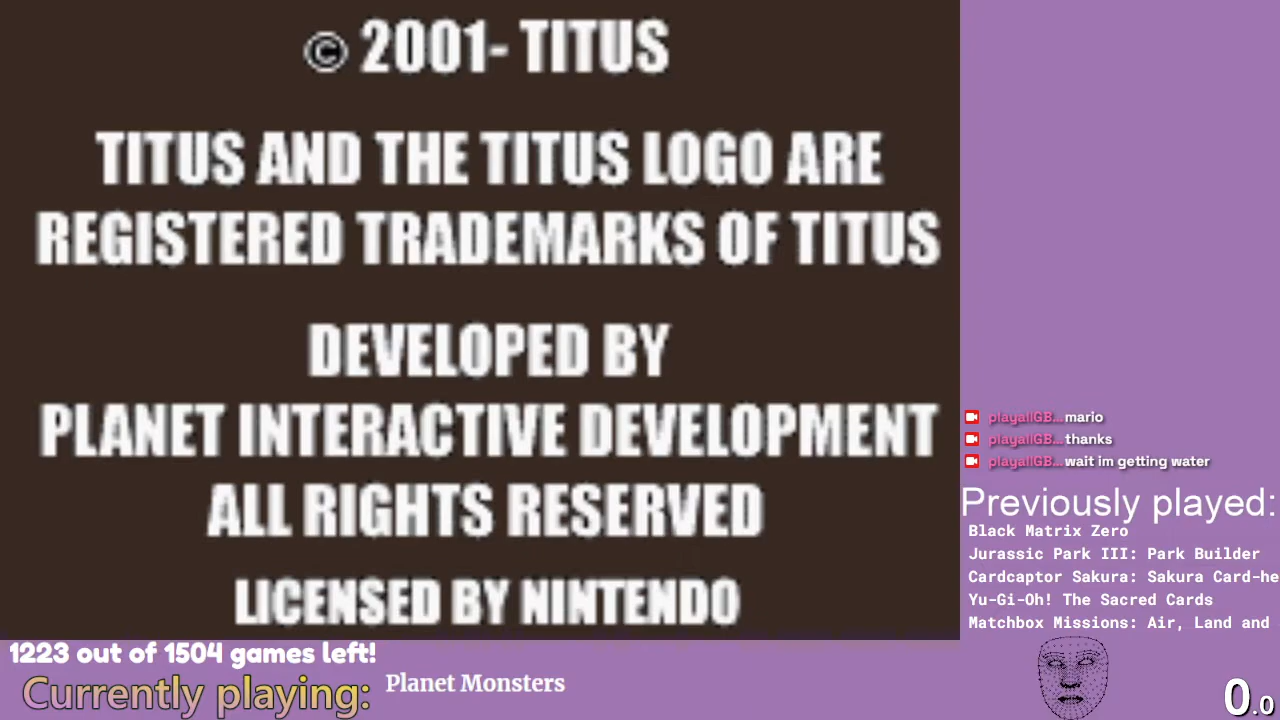 © 2001- TITUS
TITUS AND THE TITUS LOGO ARE
REGISTERED TRADEMARKS OF TITUS
DEVELOPED BY
PLANET INTERACTIVE DEVELOPMENT
ALL RIGHTS RESERVED
LICENSED BY NINTENDO
playallGB... mario
playallGB... thanks
playallGB... wait im getting water
Previously played:
Black Matrix Zero
Jurassic Park III: Park Builder
Cardcaptor Sakura: Sakura Card-he
Yu-Gi-Oh! The Sacred Cards
Matchbox Missions: Air, Land and
1223 out of 1504 games left!
Currently playing: Planet Monsters
0.0